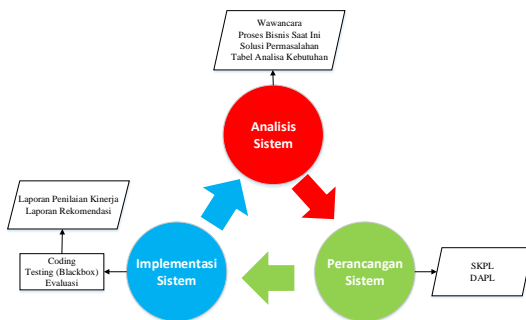 Wawancara
Proses Bisnis Saat Ini
Solusi Permasalahan
Tabel Analisa Kebutuhan
Analisis
Sistem
Laporan Penilaian Kinerja
Laporan Rekomendasi
Coding
Testing (Blackbox)
Evaluasi
Implementasi
Sistem
Perancangan
Sistem
SKPL
DAPL